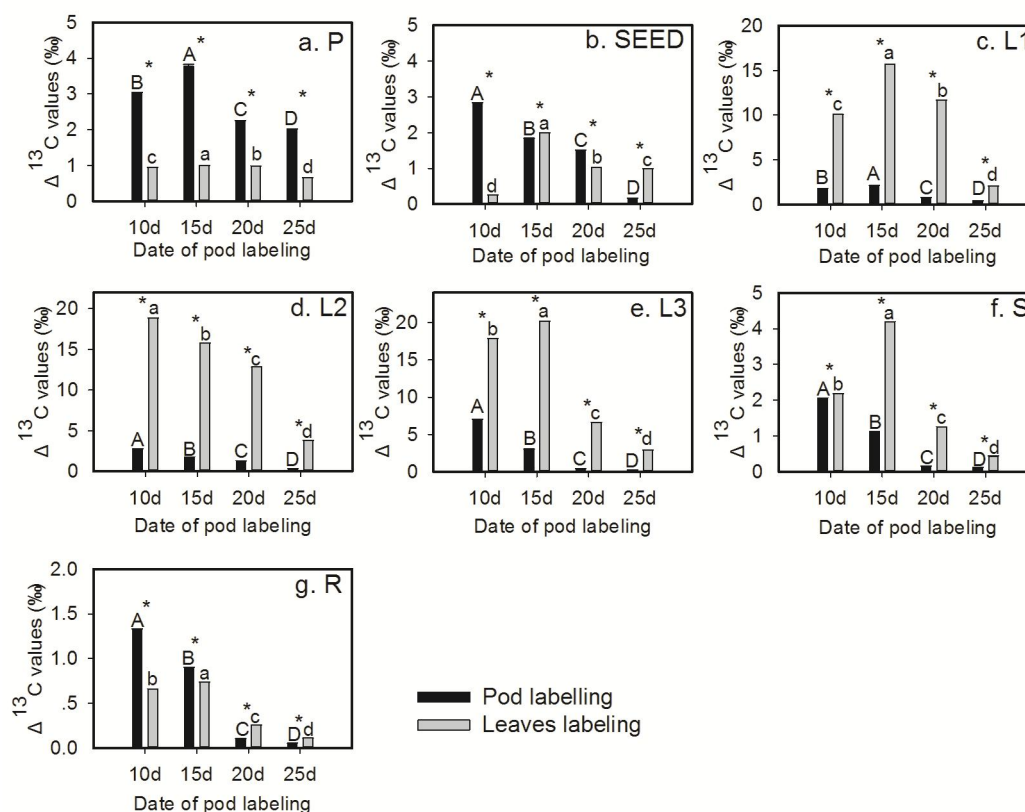 a. P
Δ 13C values (‰)
5
4
3
2
1
0
B * A * C * D *
c a b d
10d 15d 20d 25d
Date of pod labeling
b. SEED
Δ 13C values (‰)
5
4
3
2
1
0
A * B * a C * b * c
d D
10d 15d 20d 25d
Date of pod labeling
c. L1
Δ 13C values (‰)
20
15
10
5
0
* c * a * b * d
B A C D
10d 15d 20d 25d
Date of pod labeling
d. L2
Δ 13C values (‰)
20
15
10
5
0
* a * b * c * d
A B C D
10d 15d 20d 25d
Date of pod labeling
e. L3
Δ 13C values (‰)
20
15
10
5
0
* b * a * c * d
A B C D
10d 15d 20d 25d
Date of pod labeling
f. S
Δ 13C values (‰)
5
4
3
2
1
0
A * b * a * c * d
B C D
10d 15d 20d 25d
Date of pod labeling
g. R
Δ 13C values (‰)
2.0
1.5
1.0
.5
0.0
A * B * * c * d
b a C D
10d 15d 20d 25d
Date of pod labeling
Pod labelling
Leaves labeling